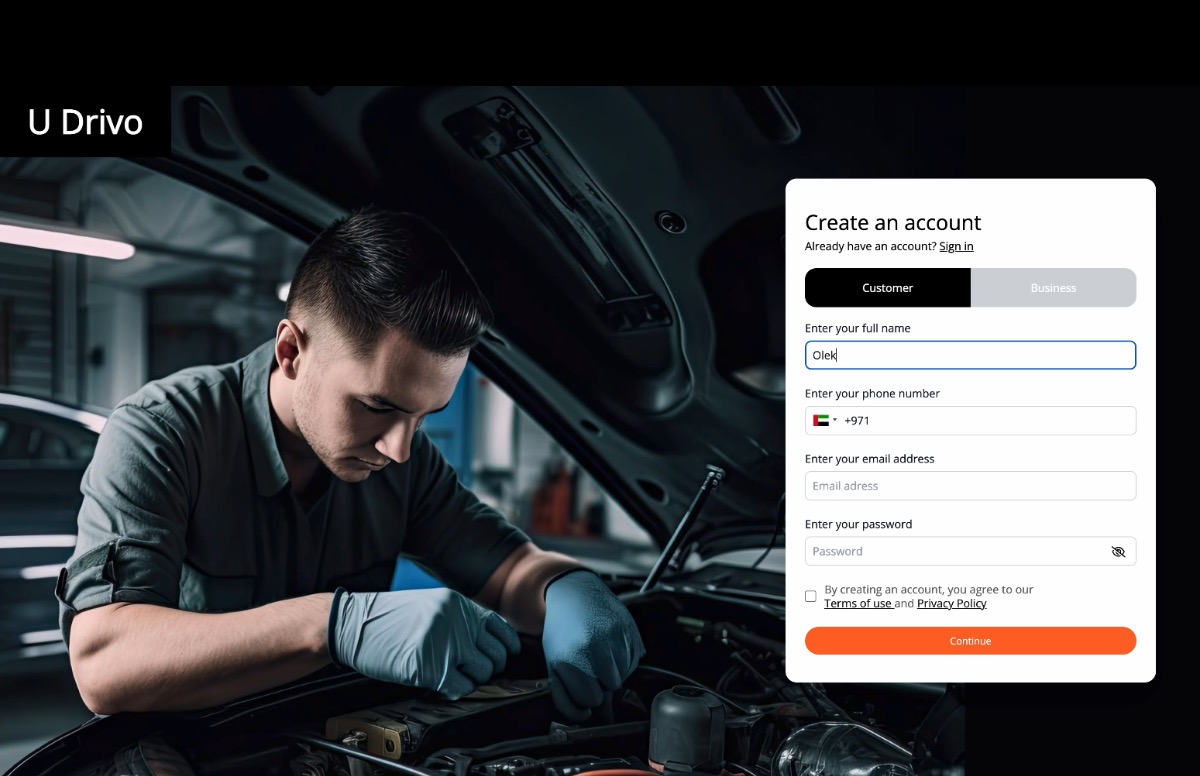 U Drivo
Create an account
Already have an account? Sign in
Customer
Business
Enter your full name
Olek
Enter your phone number
+971
Enter your email address
Email adress
Enter your password
Password
By creating an account, you agree to our
Terms of use and Privacy Policy
Continue